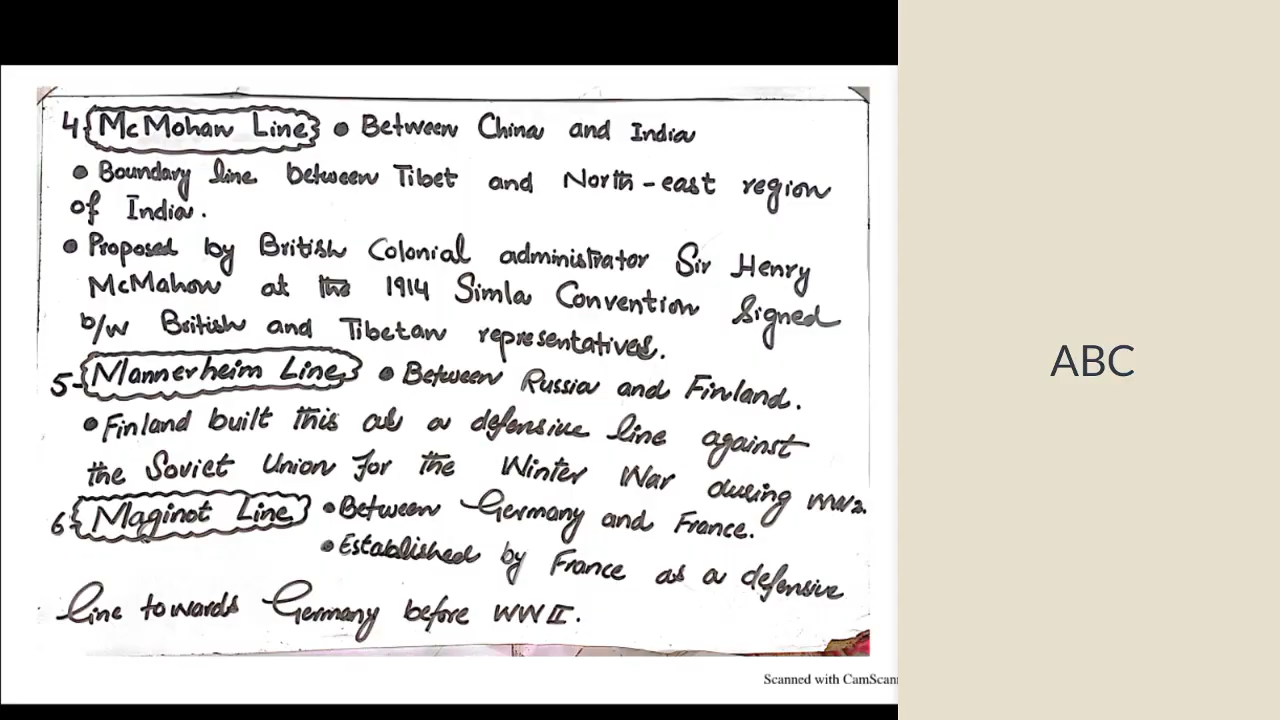 4 McMohan Line • Between China and India
• Boundary line between Tibet and North-east region
of India.
• Proposed by British Colonial administrator Sir Henry
McMahon at the 1914 Simla Convention Signed
b/w British and Tibetan representatives.
5- Mannerheim Line • Between Russia and Finland.
• Finland built this as a defensive line against
the Soviet Union for the Winter War during WW2.
6 Maginot Line • Between Germany and France.
• Established by France as a defensive
line towards Germany before WWII.
Scanned with CamScan
ABC